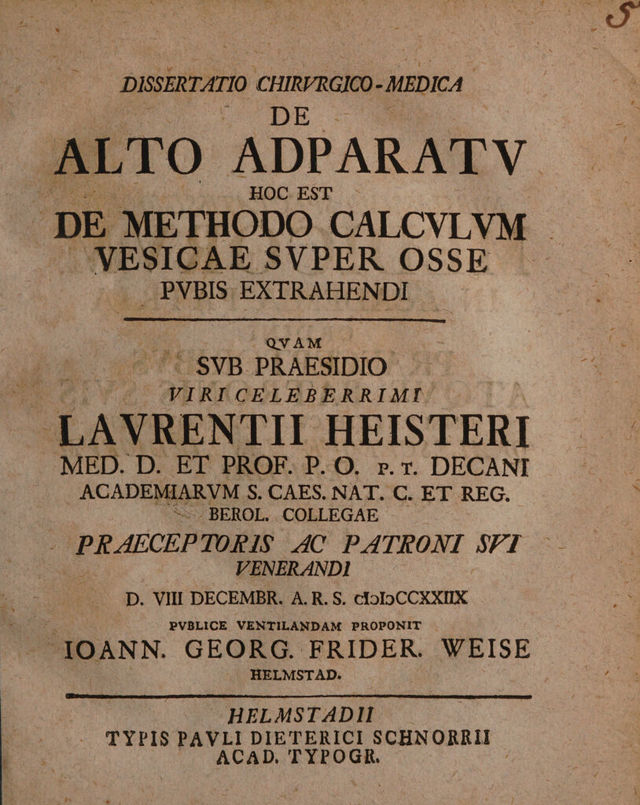 5
DISSERTATIO CHIRVRGICO-MEDICA
DE
ALTO ADPARATV
HOC EST
DE METHODO CALCVLVM
VESICAE SVPER OSSE
PVBIS EXTRAHENDI
QVAM
SVB PRAESIDIO
VIRI CELEBERRIMI
LAVRENTII HEISTERI
MED. D. ET PROF. P. O. P. T. DECANI
ACADEMIARVM S. CAES. NAT. C. ET REG.
BEROL. COLLEGAE
PRAECEPTORIS AC PATRONI SVI
VENERANDI
D. VIII DECEMBR. A. R. S. cIɔIɔCCXXIIX
PVBLICE VENTILANDAM PROPONIT
IOANN. GEORG. FRIDER. WEISE
HELMSTAD.
HELMSTADII
TYPIS PAVLI DIETERICI SCHNORRII
ACAD. TYPOGR.